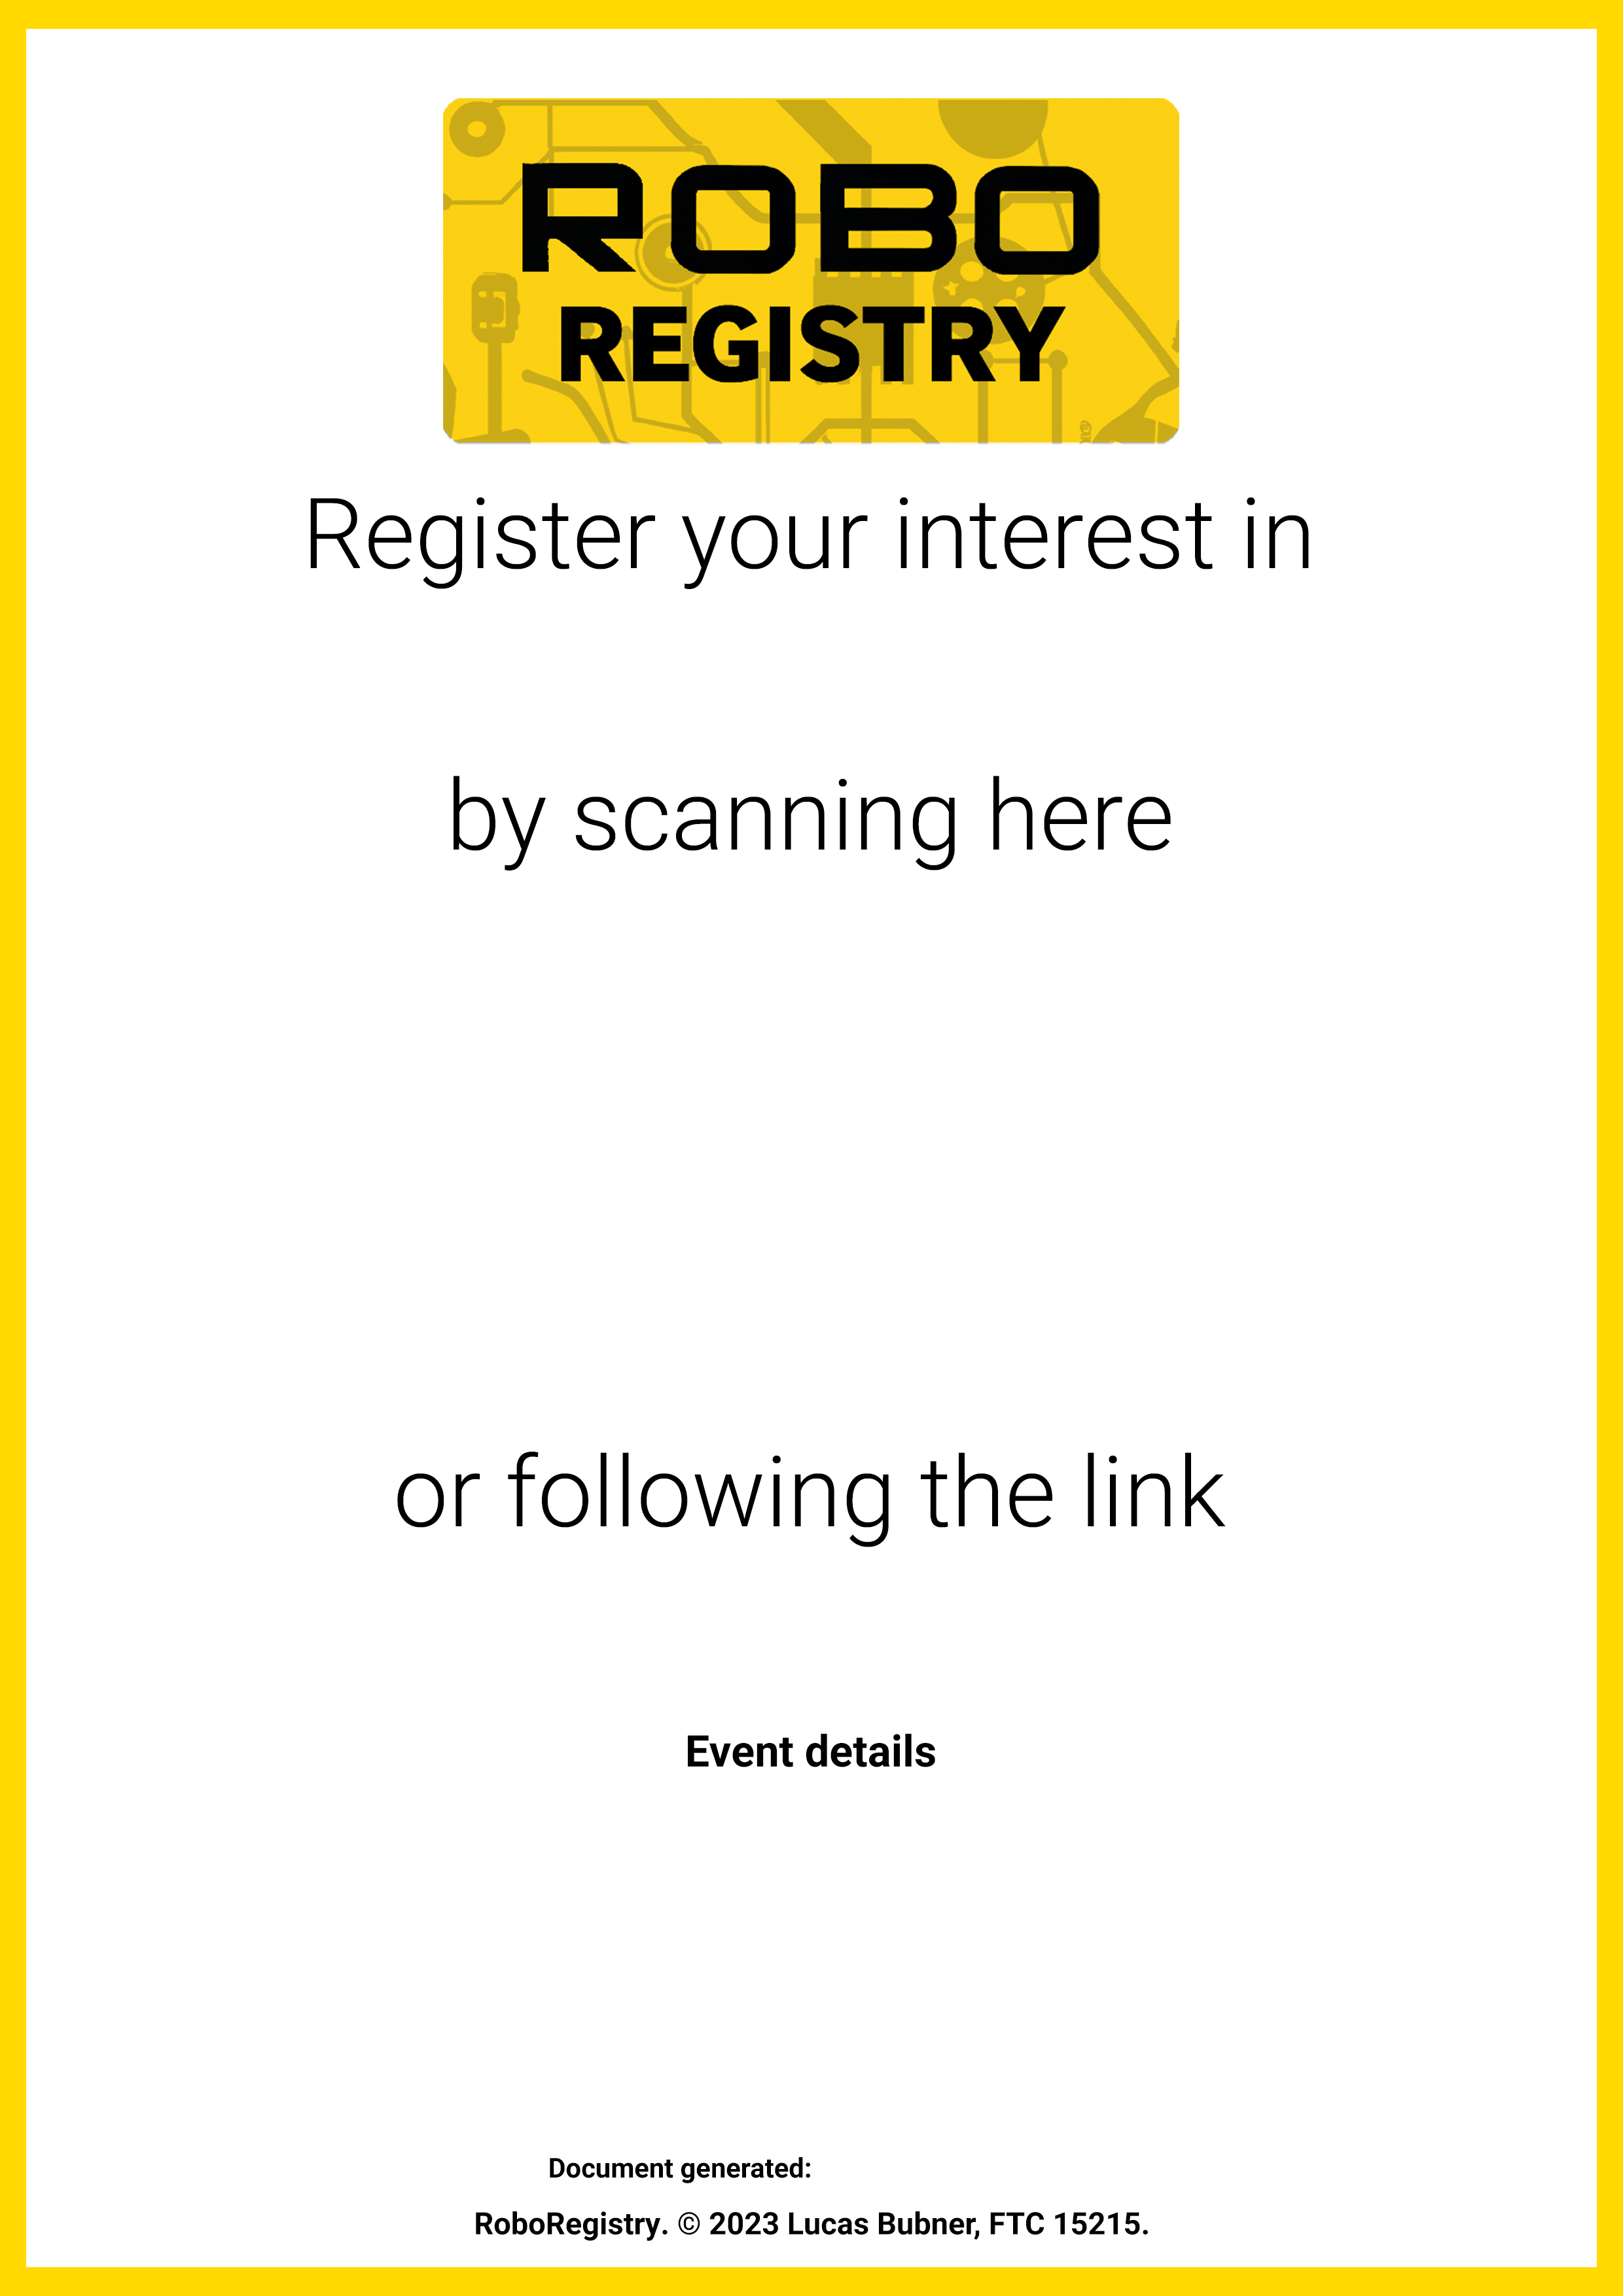 ROBO
REGISTRY
Register your interest in
by scanning here
or following the link
Event details
Document generated:
RoboRegistry. © 2023 Lucas Bubner, FTC 15215.